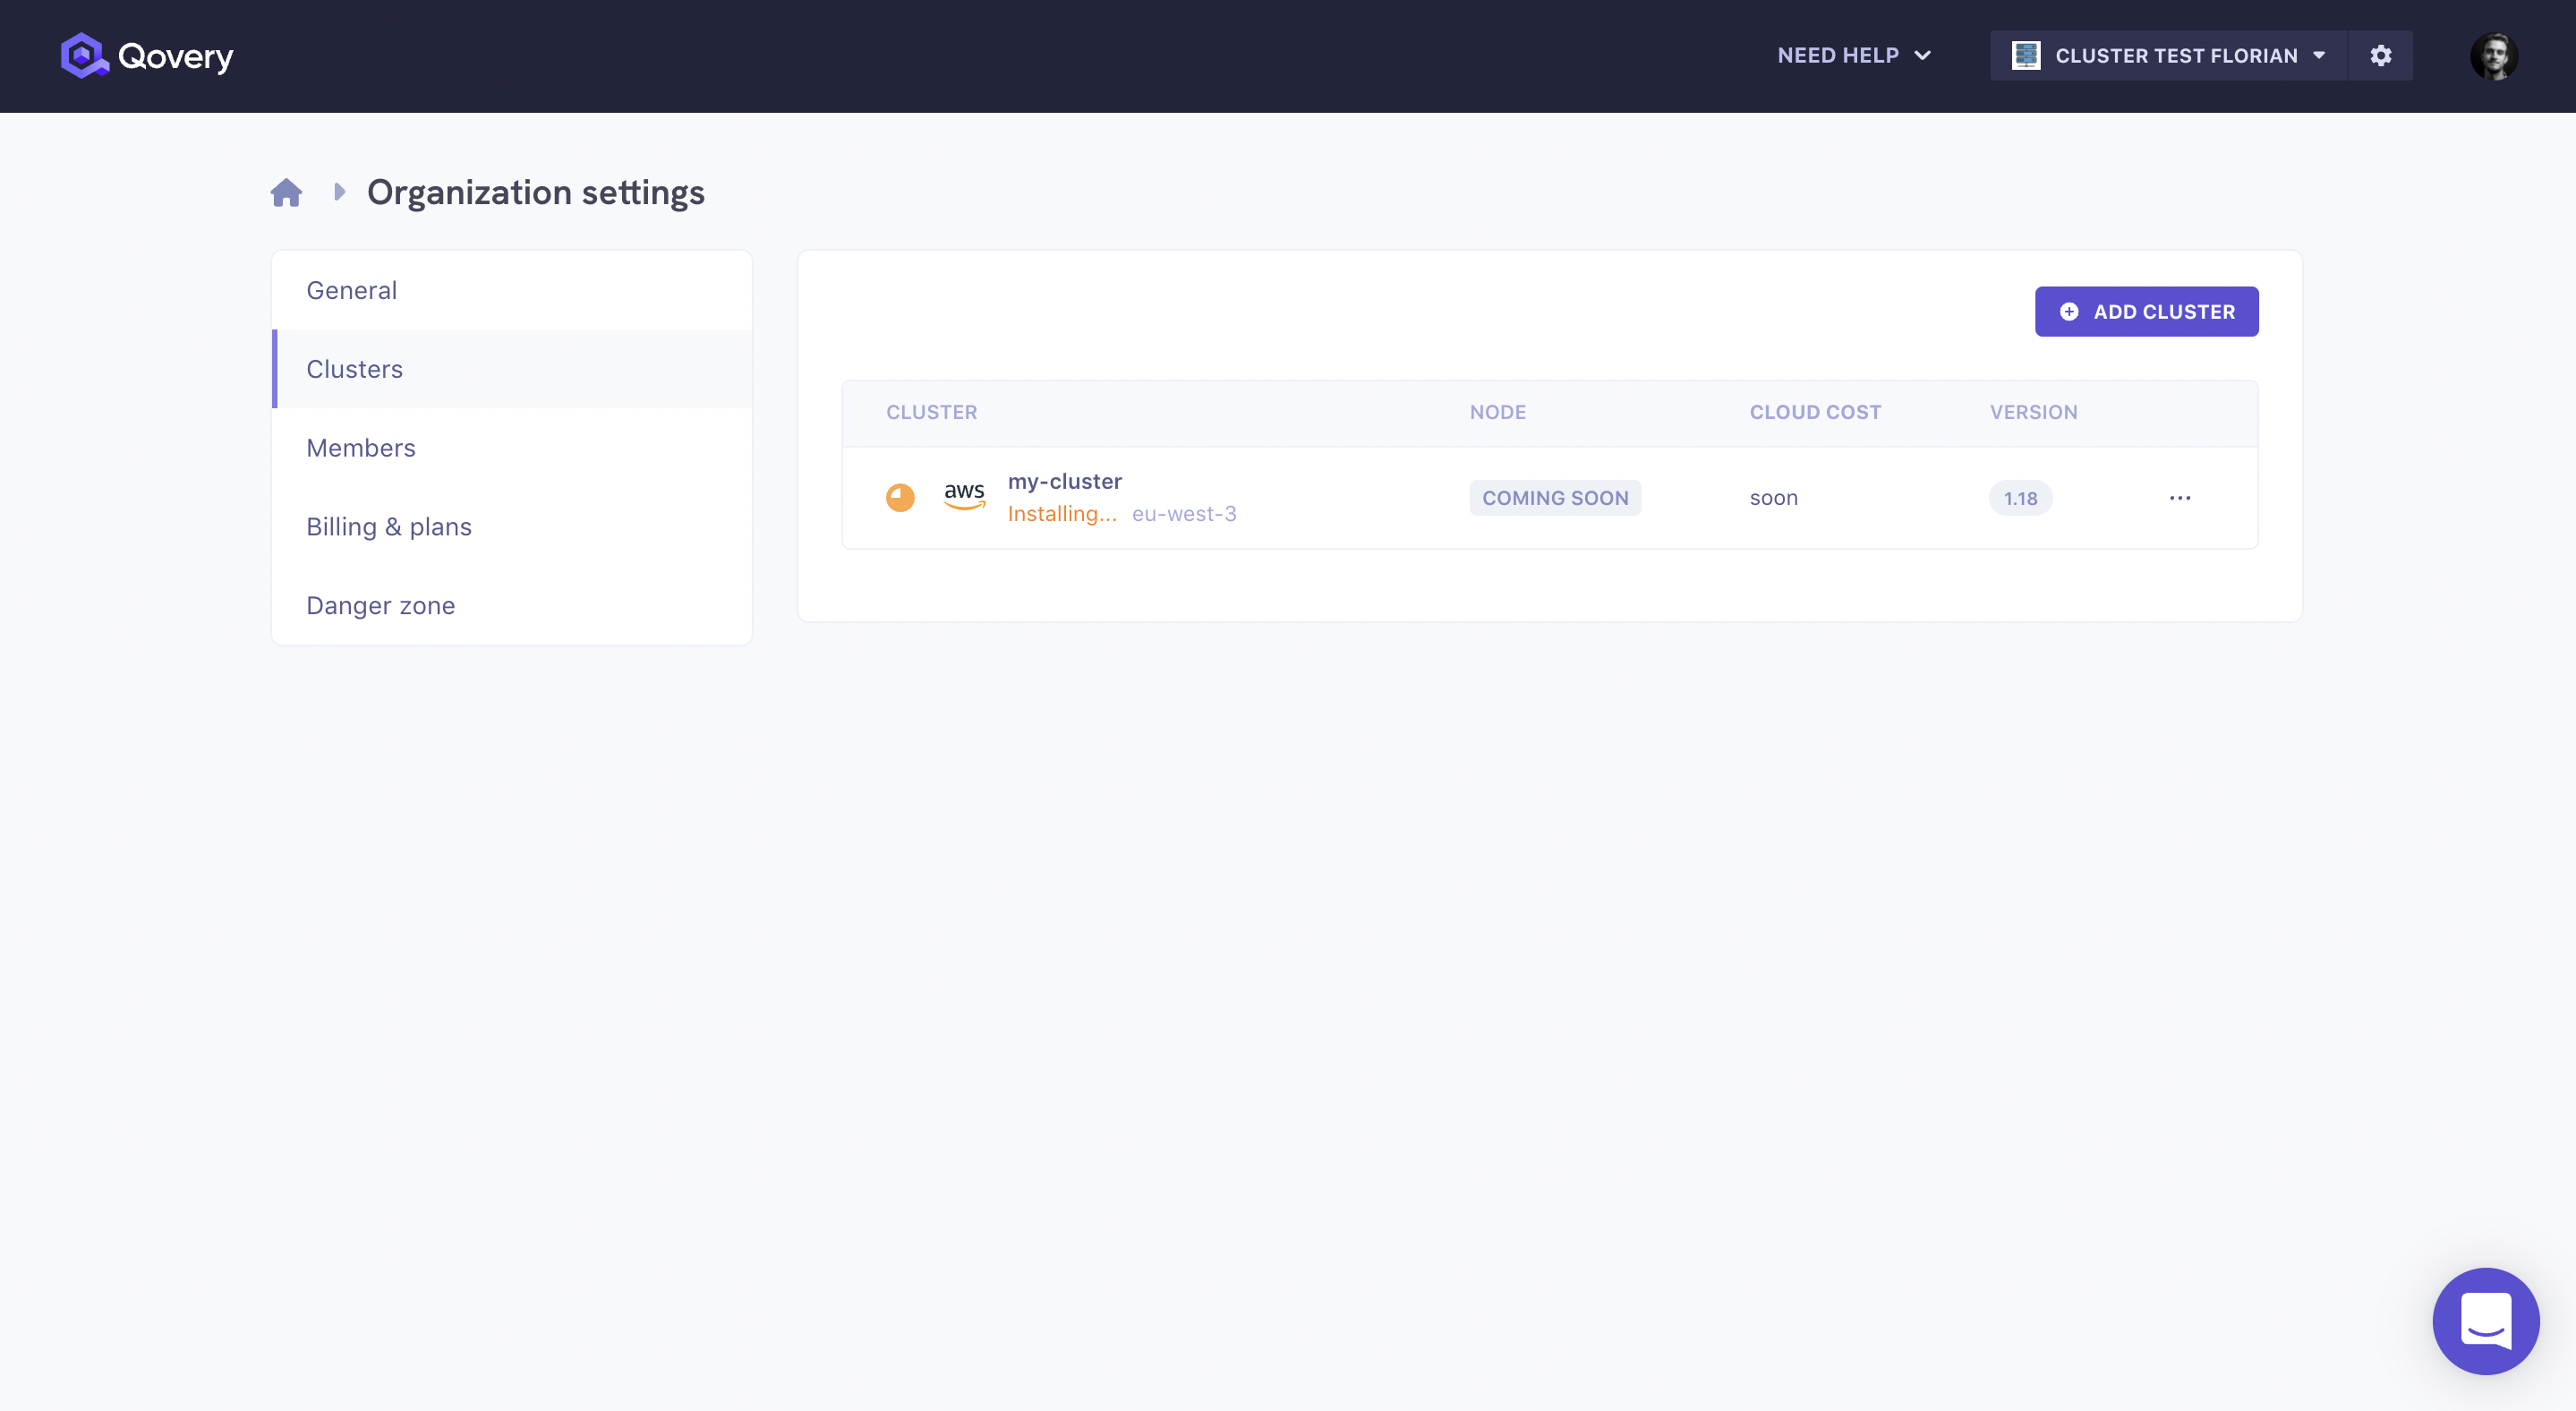 Qovery
NEED HELP
CLUSTER TEST FLORIAN
Organization settings
General
Clusters
Members
Billing & plans
Danger zone
ADD CLUSTER
CLUSTER NODE CLOUD COST VERSION
aws
my-cluster
Installing... eu-west-3
COMING SOON
soon
1.18